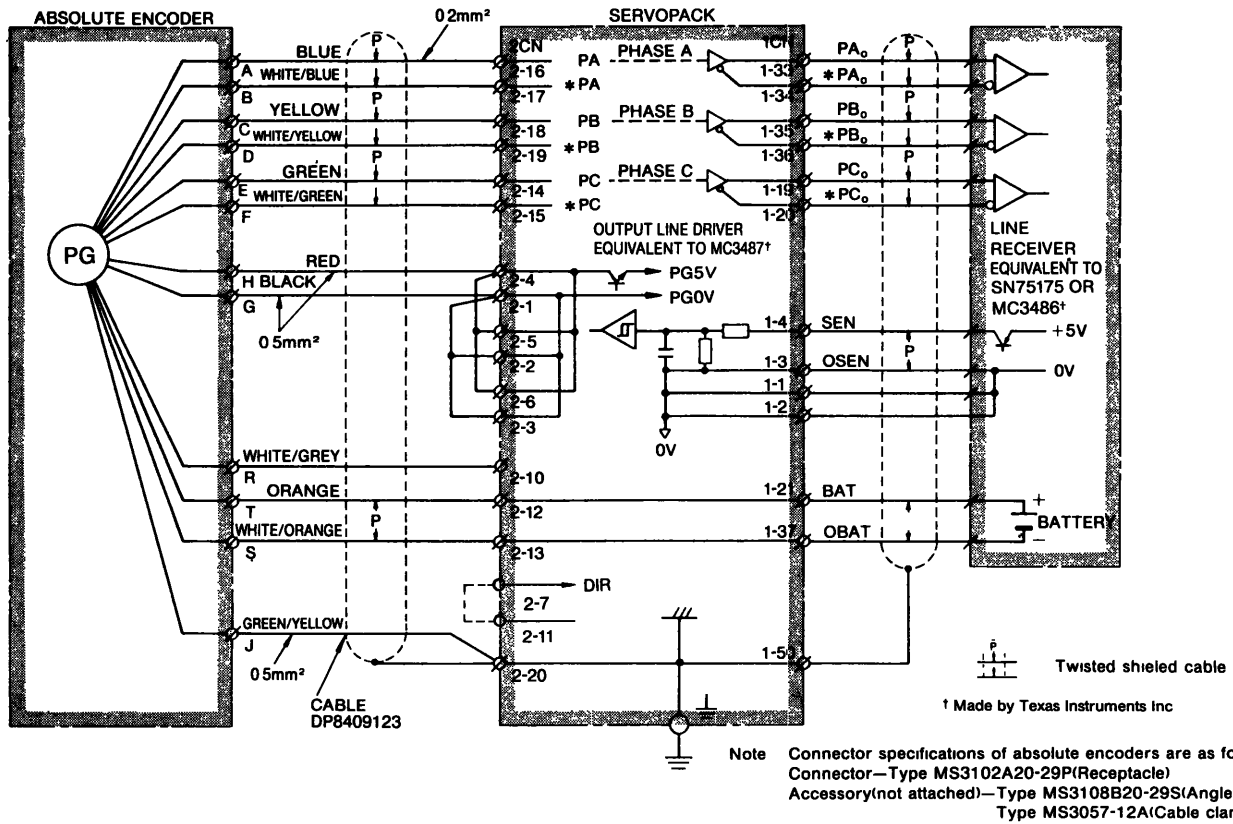 ABSOLUTE ENCODER
SERVOPACK
0 2mm²
P
P
BLUE
2CN
PA
PHASE A
1CN
PA₀
A WHITE/BLUE
2-16
1-33
*PA₀
B
2-17
*PA
1-34
P
P
YELLOW
PB
PHASE B
PB₀
C WHITE/YELLOW
2-18
1-35
*PB₀
D
2-19
*PB
1-36
P
P
GREEN
PC
PHASE C
PC₀
E WHITE/GREEN
2-14
1-19
*PC₀
F
2-15
*PC
1-20
OUTPUT LINE DRIVER
EQUIVALENT TO MC3487†
LINE
RECEIVER
EQUIVALENT TO
SN75175 OR
MC3486†
PG
RED
2-4
PG5V
H BLACK
G
2-1
PG0V
0 5mm²
2-5
1-4
SEN
+5V
P
2-2
1-3
OSEN
0V
2-6
1-1
2-3
1-2
0V
WHITE/GREY
R
2-10
ORANGE
T
2-12
1-21
BAT
+
P
BATTERY
WHITE/ORANGE
S
2-13
1-37
OBAT
−
DIR
2-7
2-11
GREEN/YELLOW
J
0 5mm²
2-20
1-50
CABLE
DP8409123
P
Twisted shieled cable
† Made by Texas Instruments Inc
Note Connector specifications of absolute encoders are as fo
Connector—Type MS3102A20-29P(Receptacle)
Accessory(not attached)—Type MS3108B20-29S(Angle
Type MS3057-12A(Cable clar